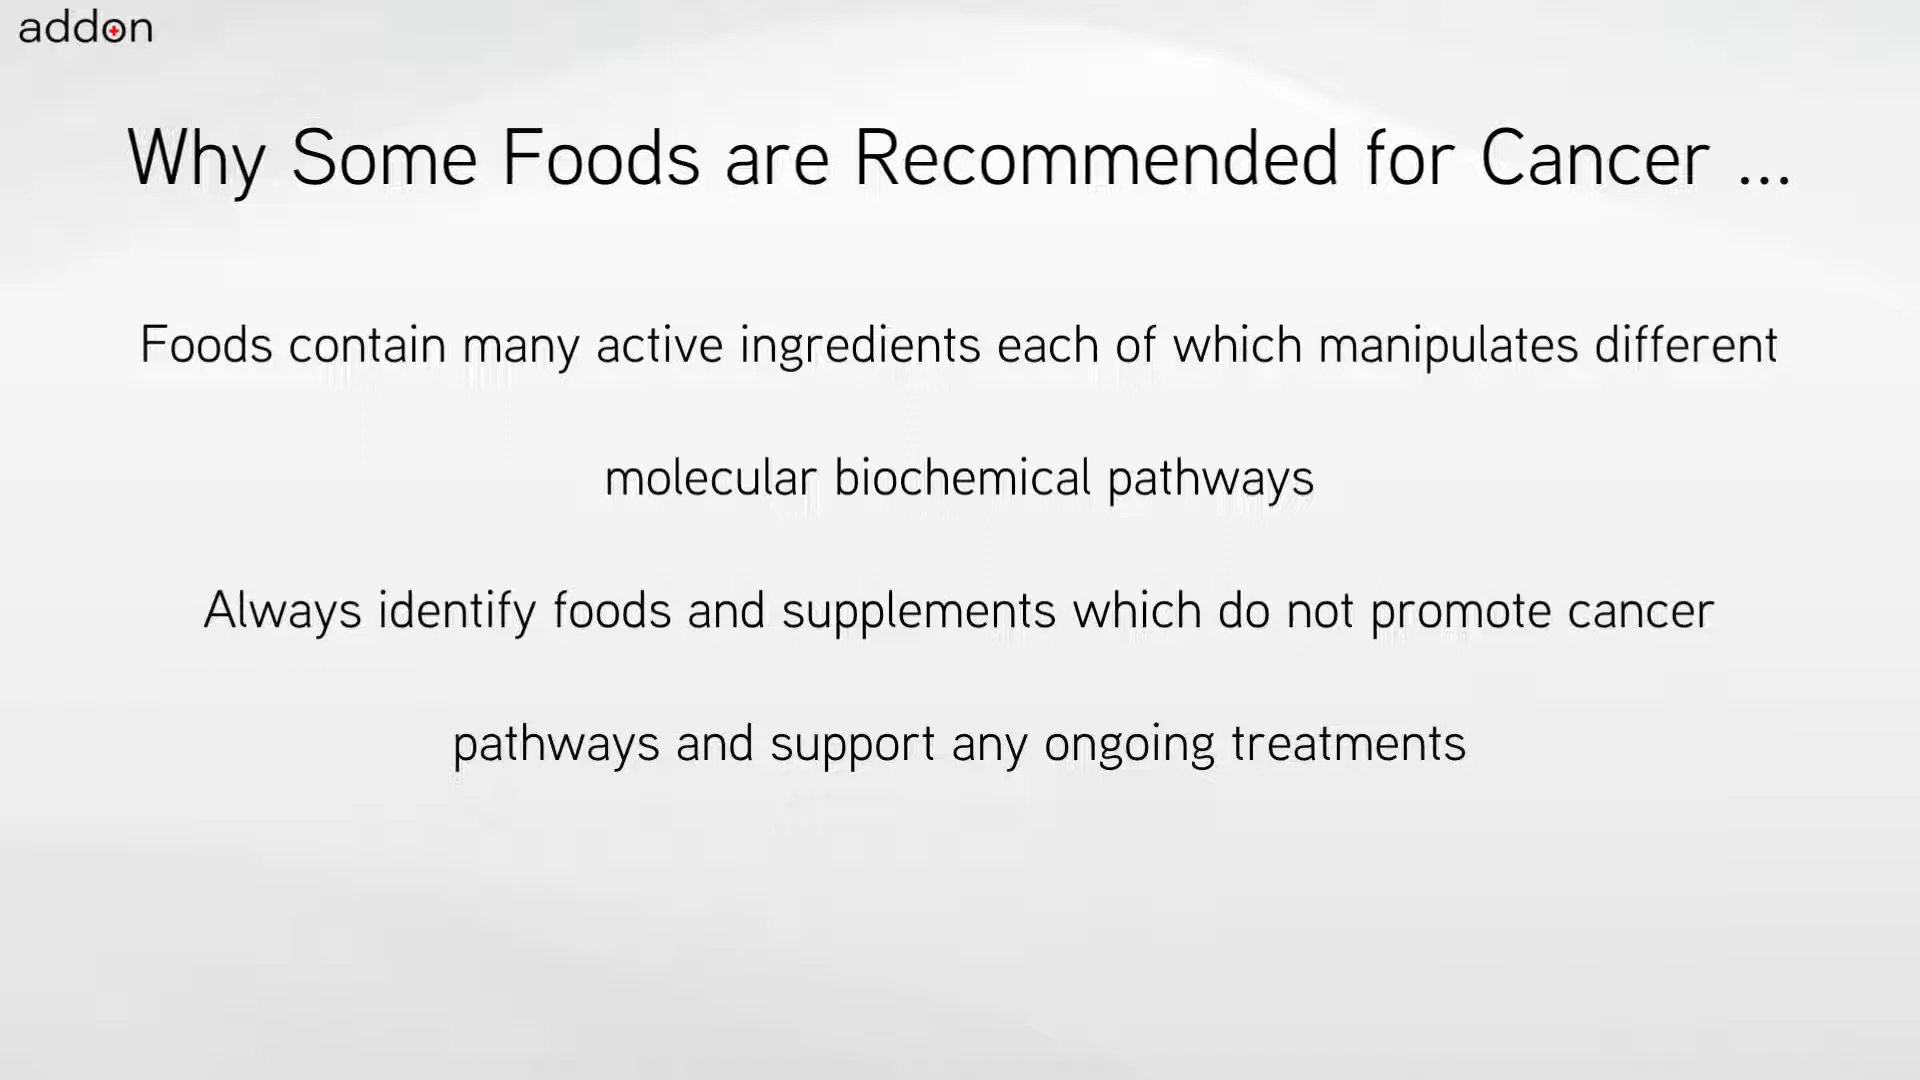 addon
Why Some Foods are Recommended for Cancer ...
Foods contain many active ingredients each of which manipulates different
molecular biochemical pathways
Always identify foods and supplements which do not promote cancer
pathways and support any ongoing treatments